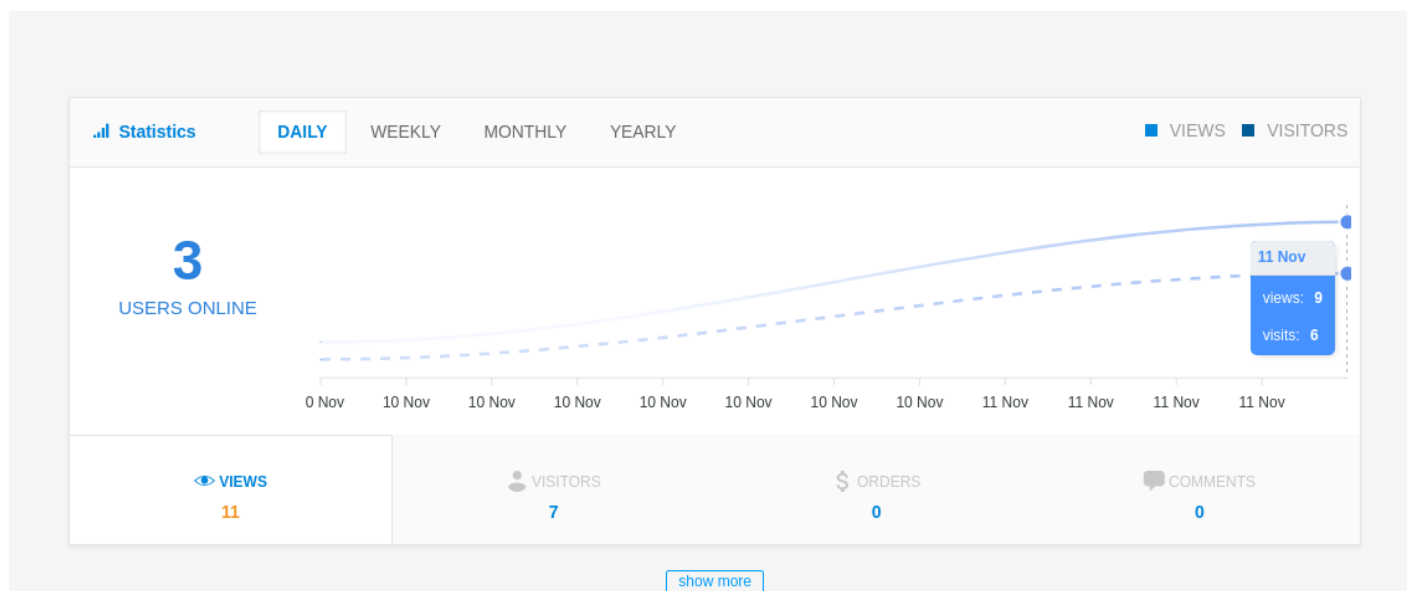 Statistics DAILY WEEKLY MONTHLY YEARLY VIEWS VISITORS
3
USERS ONLINE
11 Nov
views: 9
visits: 6
0 Nov 10 Nov 10 Nov 10 Nov 10 Nov 10 Nov 10 Nov 10 Nov 11 Nov 11 Nov 11 Nov 11 Nov
VIEWS VISITORS ORDERS COMMENTS
11 7 0 0
show more